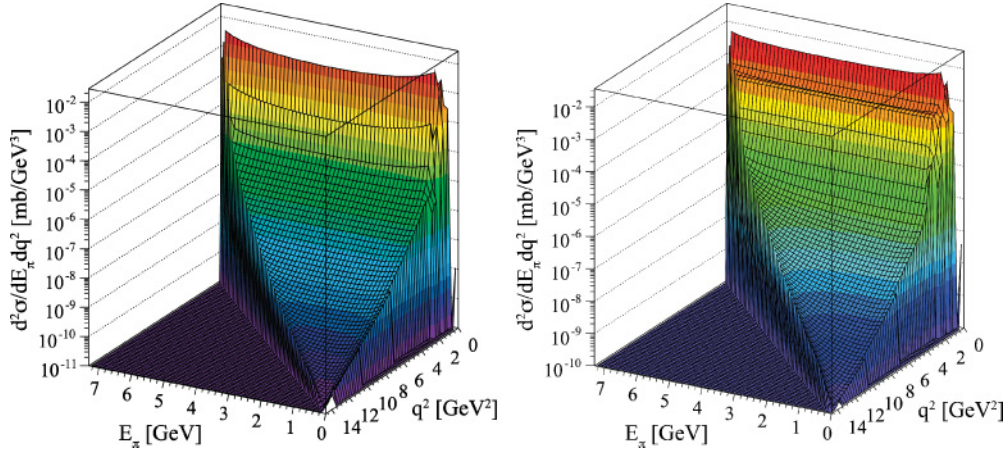 d²σ/dE_π dq² [mb/GeV³]
10⁻²
10⁻³
10⁻⁴
10⁻⁵
10⁻⁶
10⁻⁷
10⁻⁸
10⁻⁹
10⁻¹⁰
10⁻¹¹
7 6 5 4 3 2 1 0
E_π [GeV]
14 12 10 8 6 4 2 0
q² [GeV²]
d²σ/dE_π dq² [mb/GeV³]
10⁻²
10⁻³
10⁻⁴
10⁻⁵
10⁻⁶
10⁻⁷
10⁻⁸
10⁻⁹
10⁻¹⁰
7 6 5 4 3 2 1 0
E_π [GeV]
14 12 10 8 6 4 2 0
q² [GeV²]